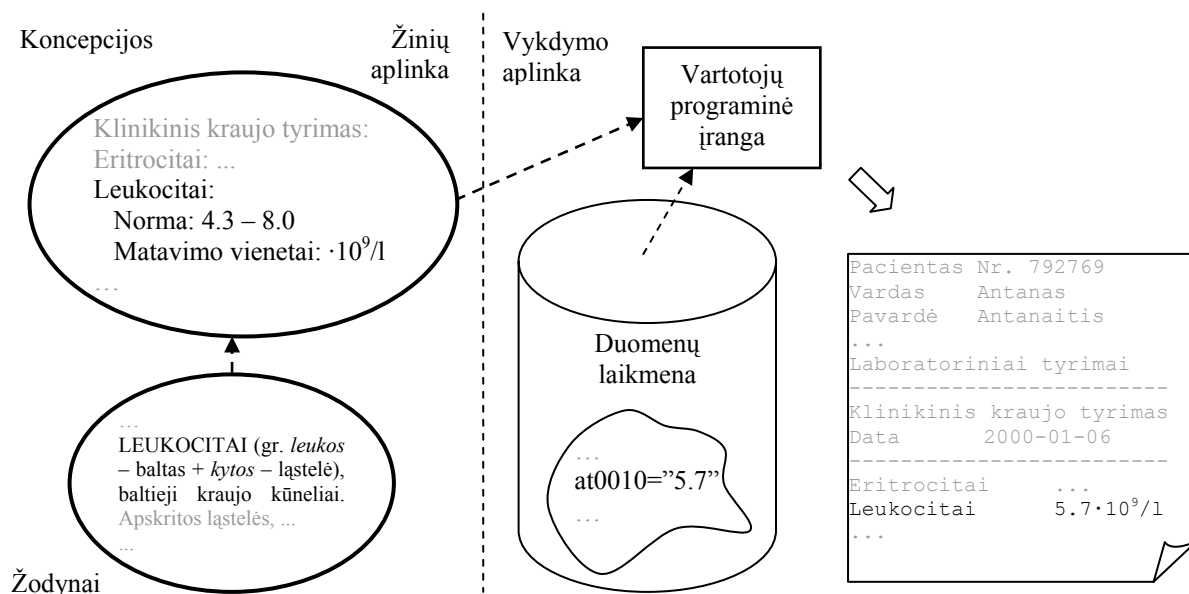 Koncepcijos
Žinių
aplinka
Vykdymo
aplinka
Klinikinis kraujo tyrimas:
Eritrocitai: ...
Leukocitai:
Norma: 4.3 – 8.0
Matavimo vienetai: ·10⁹/l
...
...
LEUKOCITAI (gr. leukos
– baltas + kytos – ląstelė),
baltieji kraujo kūneliai.
Apskritos ląstelės, ...
...
Žodynai
Vartotojų
programinė
įranga
Duomenų
laikmena
...
at0010=”5.7”
...
Pacientas Nr. 792769
Vardas Antanas
Pavardė Antanaitis
...
Laboratoriniai tyrimai
-------------------------
Klinikinis kraujo tyrimas
Data 2000-01-06
-------------------------
Eritrocitai ...
Leukocitai 5.7·10⁹/l
...